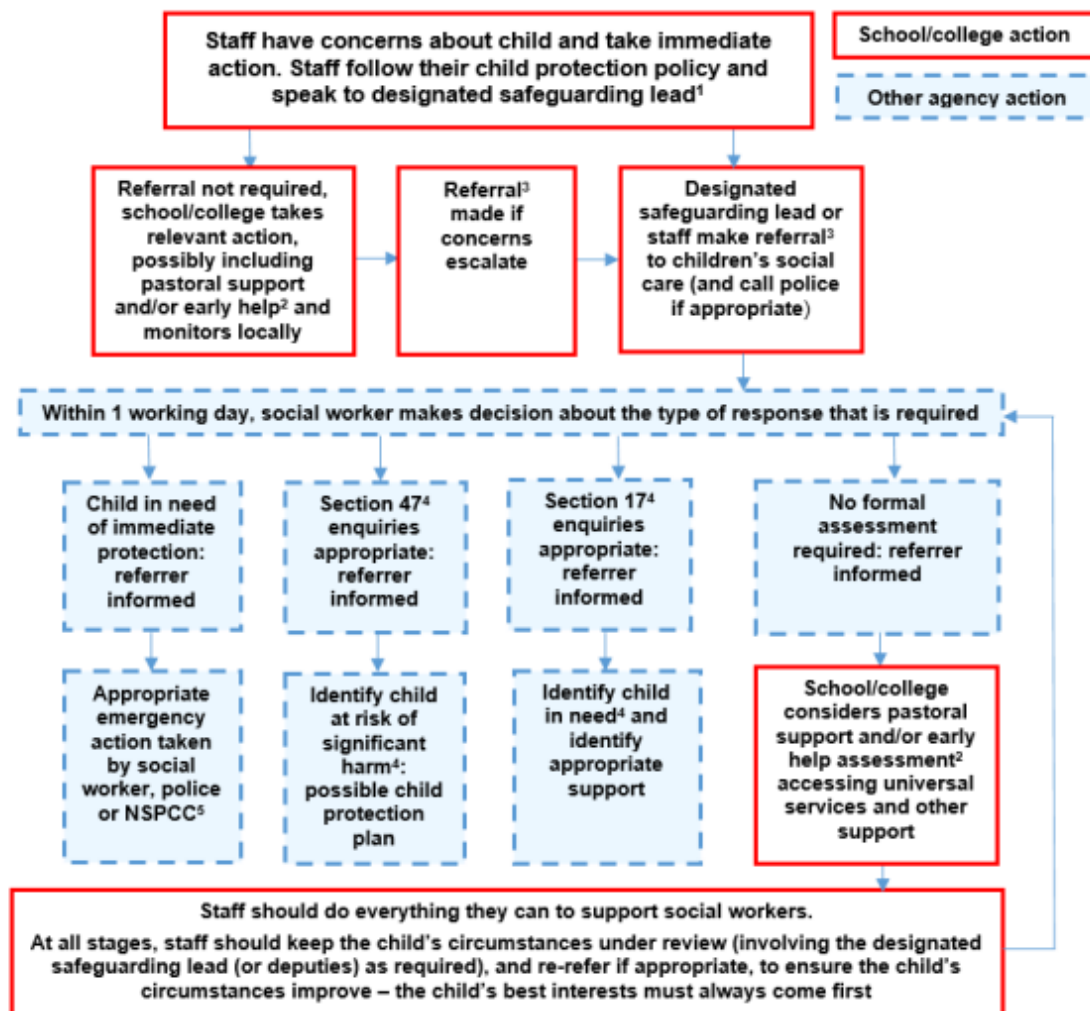 Staff have concerns about child and take immediate
action. Staff follow their child protection policy and
speak to designated safeguarding lead¹
School/college action
Other agency action
Referral not required,
school/college takes
relevant action,
possibly including
pastoral support
and/or early help² and
monitors locally
Referral³
made if
concerns
escalate
Designated
safeguarding lead or
staff make referral³
to children's social
care (and call police
if appropriate)
Within 1 working day, social worker makes decision about the type of response that is required
Child in need
of immediate
protection:
referrer
informed
Section 47⁴
enquiries
appropriate:
referrer
informed
Section 17⁴
enquiries
appropriate:
referrer
informed
No formal
assessment
required: referrer
informed
Appropriate
emergency
action taken
by social
worker, police
or NSPCC⁵
Identify child
at risk of
significant
harm⁴:
possible child
protection
plan
Identify child
in need⁴ and
identify
appropriate
support
School/college
considers pastoral
support and/or early
help assessment²
accessing universal
services and other
support
Staff should do everything they can to support social workers.
At all stages, staff should keep the child's circumstances under review (involving the designated
safeguarding lead (or deputies) as required), and re-refer if appropriate, to ensure the child's
circumstances improve – the child's best interests must always come first